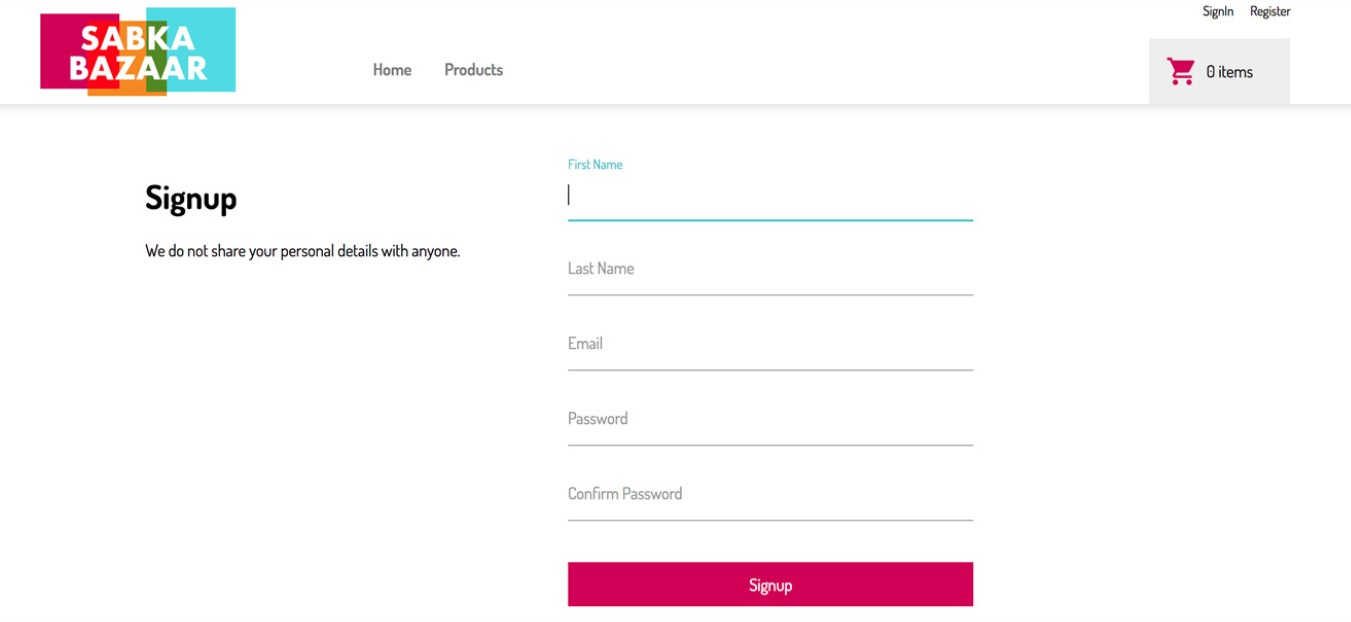 SignIn Register
SABKA
BAZAAR
Home Products
0 items
First Name
Signup
We do not share your personal details with anyone.
Last Name
Email
Password
Confirm Password
Signup